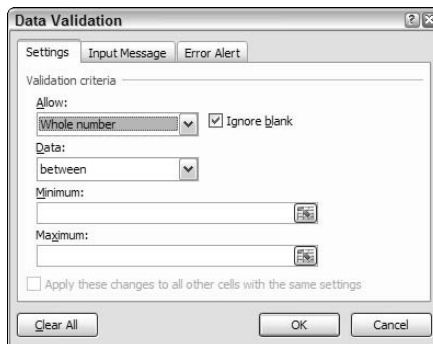 Data Validation
Settings Input Message Error Alert
Validation criteria
Allow:
Whole number Ignore blank
Data:
between
Minimum:
Maximum:
Apply these changes to all other cells with the same settings
Clear All OK Cancel